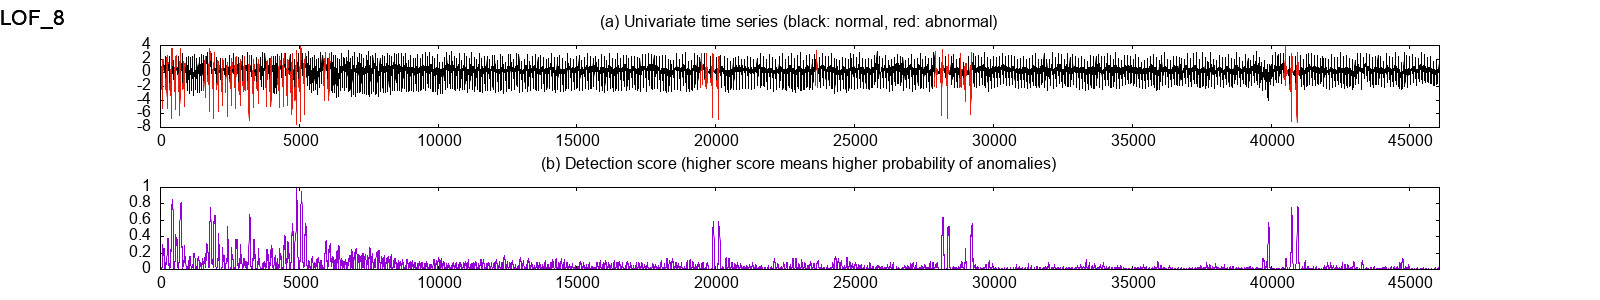 LOF_8
(a) Univariate time series (black: normal, red: abnormal)
4
2
0
-2
-4
-6
-8
0 5000 10000 15000 20000 25000 30000 35000 40000 45000
(b) Detection score (higher score means higher probability of anomalies)
1
0.8
0.6
0.4
0.2
0
0 5000 10000 15000 20000 25000 30000 35000 40000 45000